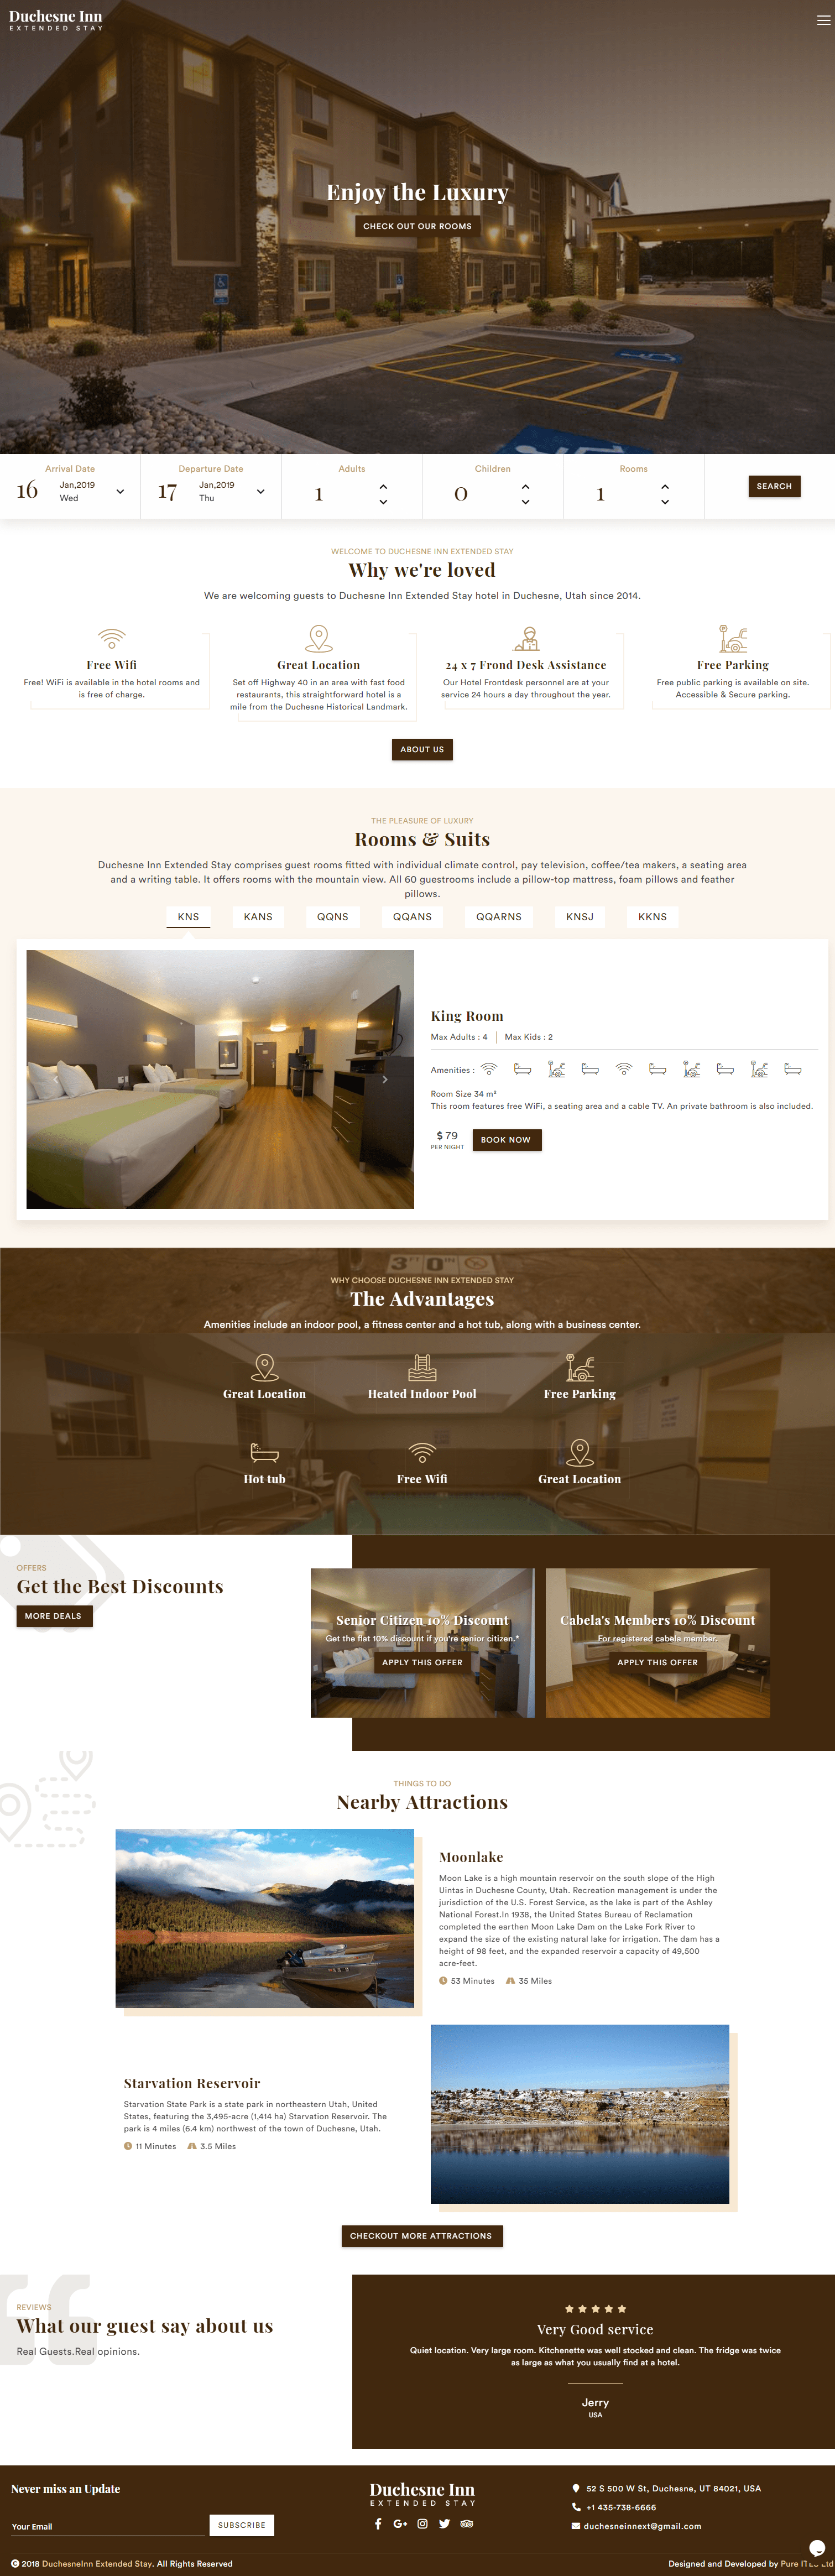 Duchesne Inn
EXTENDED STAY
Enjoy the Luxury
CHECK OUT OUR ROOMS
Arrival Date
16
Jan,2019
Wed
Departure Date
17
Jan,2019
Thu
Adults
1
Children
0
Rooms
1
SEARCH
WELCOME TO DUCHESNE INN EXTENDED STAY
Why we're loved
We are welcoming guests to Duchesne Inn Extended Stay hotel in Duchesne, Utah since 2014.
Free Wifi
Free! WiFi is available in the hotel rooms and
is free of charge.
Great Location
Set off Highway 40 in an area with fast food
restaurants, this straightforward hotel is a
mile from the Duchesne Historical Landmark.
24 x 7 Frond Desk Assistance
Our Hotel Frontdesk personnel are at your
service 24 hours a day throughout the year.
Free Parking
Free public parking is available on site.
Accessible & Secure parking.
ABOUT US
THE PLEASURE OF LUXURY
Rooms & Suits
Duchesne Inn Extended Stay comprises guest rooms fitted with individual climate control, pay television, coffee/tea makers, a seating area
and a writing table. It offers rooms with the mountain view. All 60 guestrooms include a pillow-top mattress, foam pillows and feather
pillows.
KNS
KANS
QQNS
QQANS
QQARNS
KNSJ
KKNS
King Room
Max Adults : 4
Max Kids : 2
Amenities :
Room Size 34 m²
This room features free WiFi, a seating area and a cable TV. An private bathroom is also included.
$ 79
PER NIGHT
BOOK NOW
WHY CHOOSE DUCHESNE INN EXTENDED STAY
The Advantages
Amenities include an indoor pool, a fitness center and a hot tub, along with a business center.
Great Location
Heated Indoor Pool
Free Parking
Hot tub
Free Wifi
Great Location
OFFERS
Get the Best Discounts
MORE DEALS
Senior Citizen 10% Discount
Get the flat 10% discount if you're senior citizen.*
APPLY THIS OFFER
Cabela's Members 10% Discount
For registered cabela member.
APPLY THIS OFFER
THINGS TO DO
Nearby Attractions
Moonlake
Moon Lake is a high mountain reservoir on the south slope of the High
Uintas in Duchesne County, Utah. Recreation management is under the
jurisdiction of the U.S. Forest Service, as the lake is part of the Ashley
National Forest.In 1938, the United States Bureau of Reclamation
completed the earthen Moon Lake Dam on the Lake Fork River to
expand the size of the existing natural lake for irrigation. The dam has a
height of 98 feet, and the expanded reservoir a capacity of 49,500
acre-feet.
53 Minutes
35 Miles
Starvation Reservoir
Starvation State Park is a state park in northeastern Utah, United
States, featuring the 3,495-acre (1,414 ha) Starvation Reservoir. The
park is 4 miles (6.4 km) northwest of the town of Duchesne, Utah.
11 Minutes
3.5 Miles
CHECKOUT MORE ATTRACTIONS
REVIEWS
What our guest say about us
Real Guests.Real opinions.
Very Good service
Quiet location. Very large room. Kitchenette was well stocked and clean. The fridge was twice
as large as what you usually find at a hotel.
Jerry
USA
Never miss an Update
Your Email
SUBSCRIBE
Duchesne Inn
EXTENDED STAY
52 S 500 W St, Duchesne, UT 84021, USA
+1 435-738-6666
duchesneinnext@gmail.com
© 2018 DuchesneInn Extended Stay. All Rights Reserved
Designed and Developed by Pure